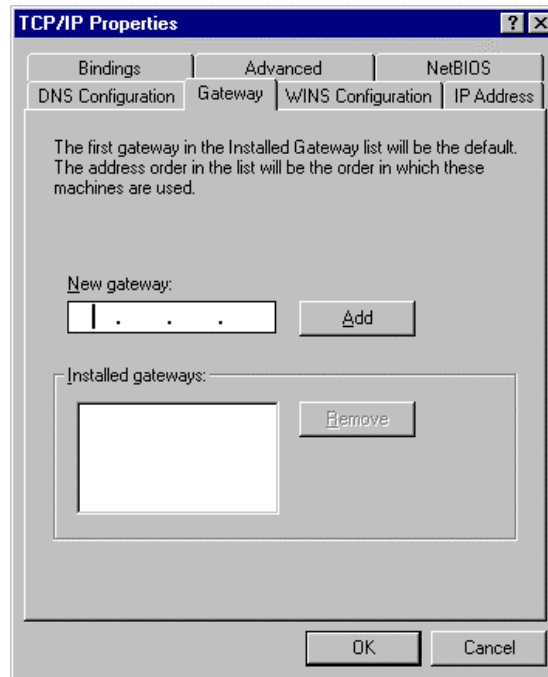 TCP/IP Properties
Bindings Advanced NetBIOS
DNS Configuration Gateway WINS Configuration IP Address
The first gateway in the Installed Gateway list will be the default.
The address order in the list will be the order in which these
machines are used.
New gateway:
. . .
Add
Installed gateways:
Remove
OK Cancel